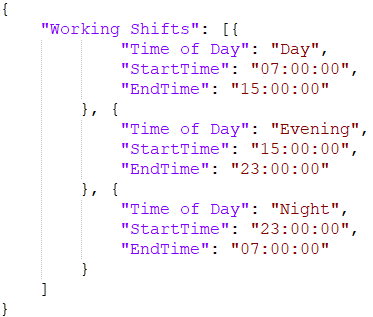 {
    "Working Shifts": [{
            "Time of Day": "Day",
            "StartTime": "07:00:00",
            "EndTime": "15:00:00"
        }, {
            "Time of Day": "Evening",
            "StartTime": "15:00:00",
            "EndTime": "23:00:00"
        }, {
            "Time of Day": "Night",
            "StartTime": "23:00:00",
            "EndTime": "07:00:00"
        }
    ]
}